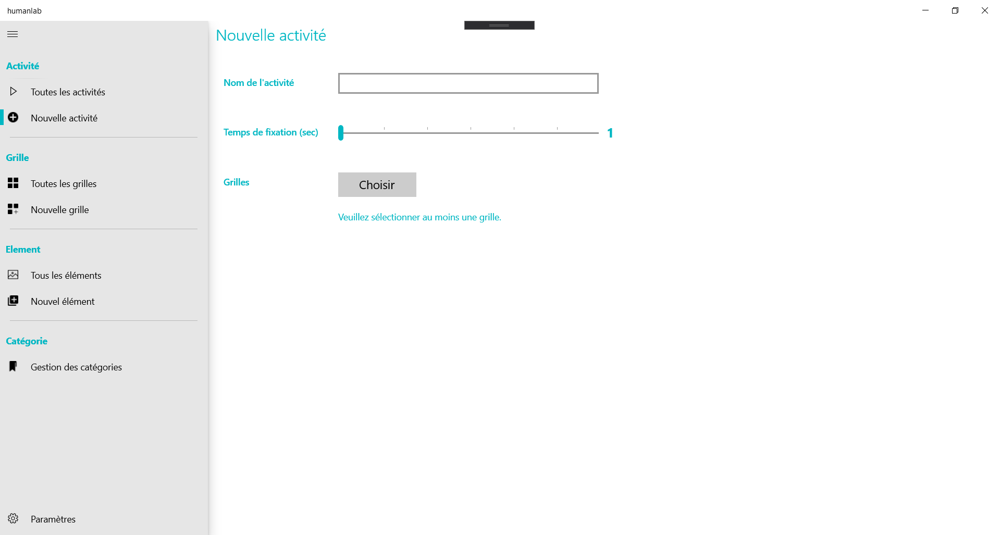 humanlab
Activité
Toutes les activités
Nouvelle activité
Grille
Toutes les grilles
Nouvelle grille
Element
Tous les éléments
Nouvel élément
Catégorie
Gestion des catégories
Paramètres
Nouvelle activité
Nom de l'activité
Temps de fixation (sec) 1
Grilles Choisir
Veuillez sélectionner au moins une grille.